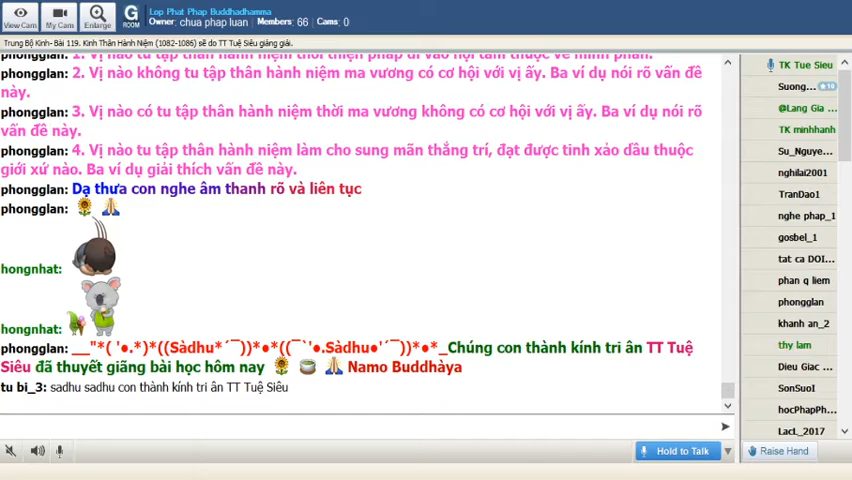 View Cam
My Cam
Enlarge
G
ROOM
Lop Phat Phap Buddhadhamma
Owner: chua phap luan Members: 66 Cams: 0
Trung Bộ Kinh- Bài 119. Kinh Thân Hành Niệm (1082-1086) sẽ do TT Tuệ Siêu giảng giải.
2. Vị nào không tu tập thân hành niệm ma vương có cơ hội với vị ấy. Ba ví dụ nói rõ vấn đề
này.
3. Vị nào có tu tập thân hành niệm thời ma vương không có cơ hội với vị ấy. Ba ví dụ nói rõ
vấn đề này.
4. Vị nào tu tập thân hành niệm làm cho sung mãn thắng trí, đạt được tinh xảo dầu thuộc
giới xứ nào. Ba ví dụ giải thích vấn đề này.
phongglan: Dạ thưa con nghe âm thanh rõ và liên tục
phongglan:
hongnhat:
hongnhat:
phongglan: __"*( '•.*)*((Sàdhu*´¯))*•*((¯`'•.Sàdhu•'´¯))*•*_Chúng con thành kính tri ân TT Tuệ
Siêu đã thuyết giãng bài học hôm nay Namo Buddhàya
tu bi_3: sadhu sadhu con thành kính tri ân TT Tuệ Siêu
TK Tue Sieu
Suong... 10
@Lang Gia ...
TK minhhanh
Su_Nguye...
nghilai2001
TranDao1
nghe phap_1
gosbel_1
tat ca DOI...
phan q liem
phongglan
khanh an_2
thy lam
Dieu Giac ...
SonSuoI
hocPhapPh...
LacL_2017
Hold to Talk
Raise Hand